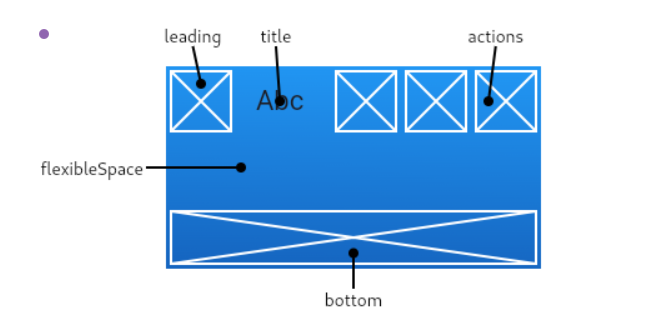 leading
title
actions
Abc
flexibleSpace
bottom